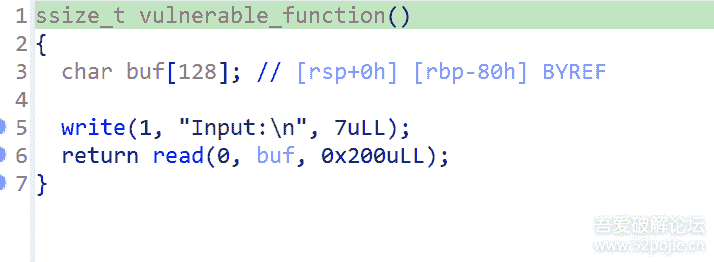 1 ssize_t vulnerable_function()
2 {
3 char buf[128]; // [rsp+0h] [rbp-80h] BYREF
4
5 write(1, "Input:\n", 7uLL);
6 return read(0, buf, 0x200uLL);
7 }
吾爱破解论坛
www.52pojie.cn